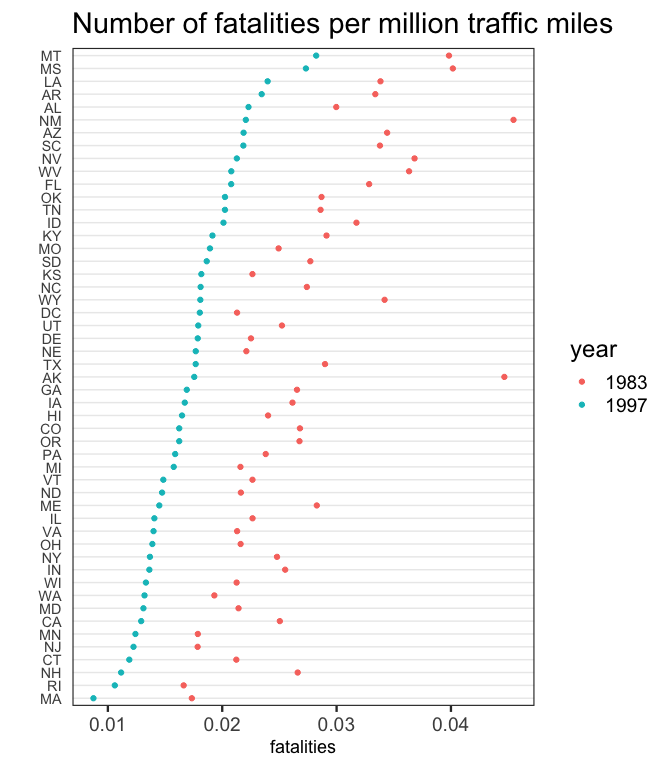 Number of fatalities per million traffic miles
MT
MS
LA
AR
AL
NM
AZ
SC
NV
WV
FL
OK
TN
ID
KY
MO
SD
KS
NC
WY
DC
UT
DE
NE
TX
AK
GA
IA
HI
CO
OR
PA
MI
VT
ND
ME
IL
VA
OH
NY
IN
WI
WA
MD
CA
MN
NJ
CT
NH
RI
MA
0.01 0.02 0.03 0.04
fatalities
year
1983
1997